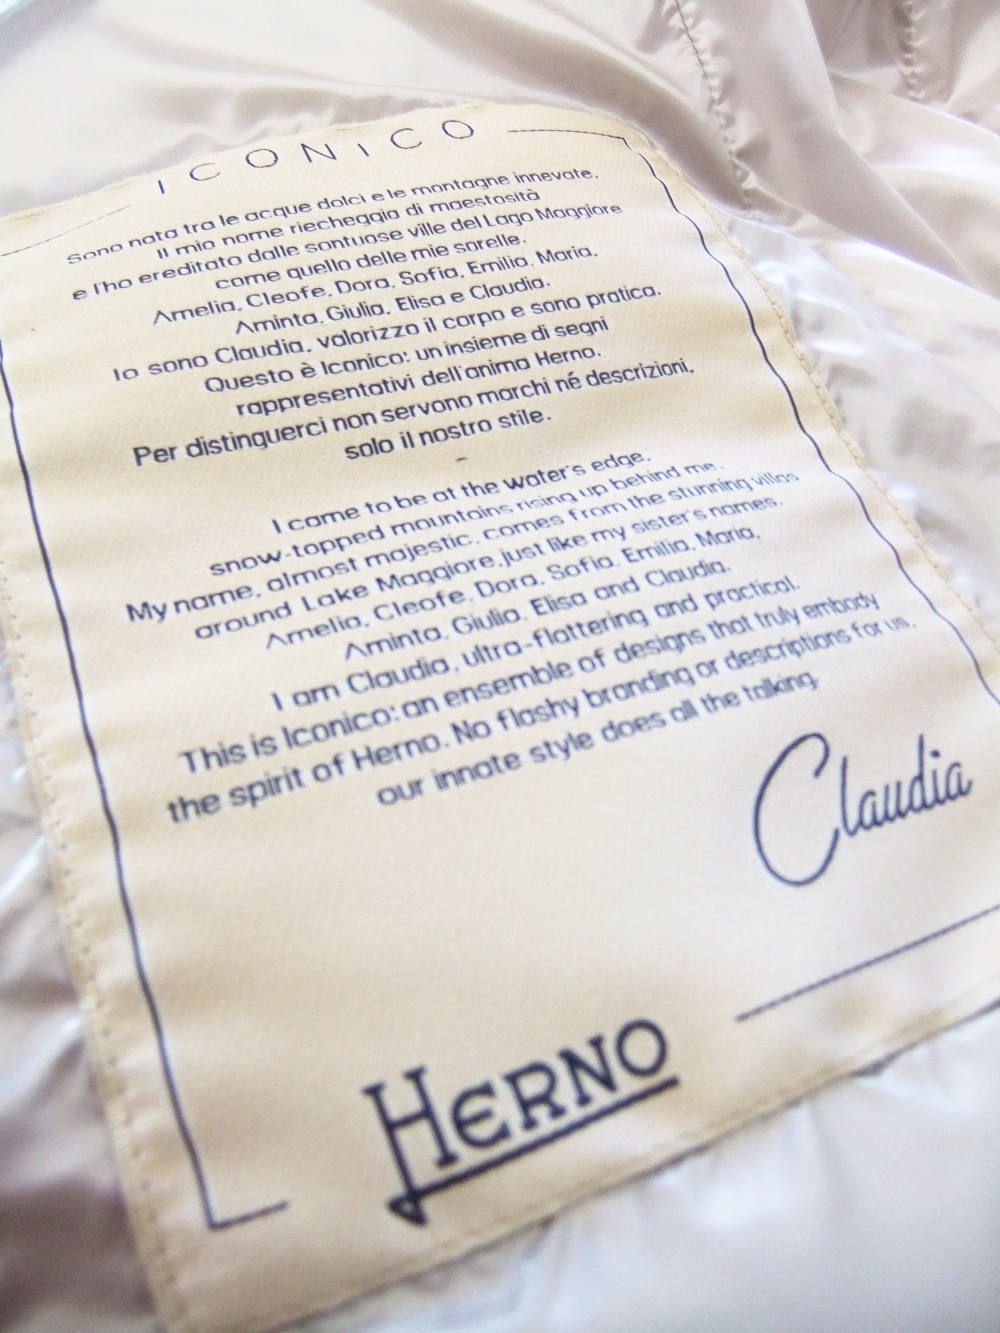 ICONICO
Sono nata tra le acque dolci e le montagne innevate.
Il mio nome riecheggia di maestosità
e l'ho ereditato dalle sontuose ville del Lago Maggiore
come quello delle mie sorelle.
Amelia, Cleofe, Dora, Sofia, Emilia, Maria,
Aminta, Giulia, Elisa e Claudia.
Io sono Claudia, valorizzo il corpo e sono pratica.
Questo è Iconico: un insieme di segni
rappresentativi dell'anima Herno.
Per distinguerci non servono marchi né descrizioni,
solo il nostro stile.
-
I came to be at the water's edge,
snow-topped mountains rising up behind me.
My name, almost majestic, comes from the stunning villas
around Lake Maggiore, just like my sister's names.
Amelia, Cleofe, Dora, Sofia, Emilia, Maria,
Aminta, Giulia, Elisa and Claudia.
I am Claudia, ultra-flattering and practical.
This is Iconico: an ensemble of designs that truly embody
the spirit of Herno. No flashy branding or descriptions for us,
our innate style does all the talking.
Claudia
HERNO